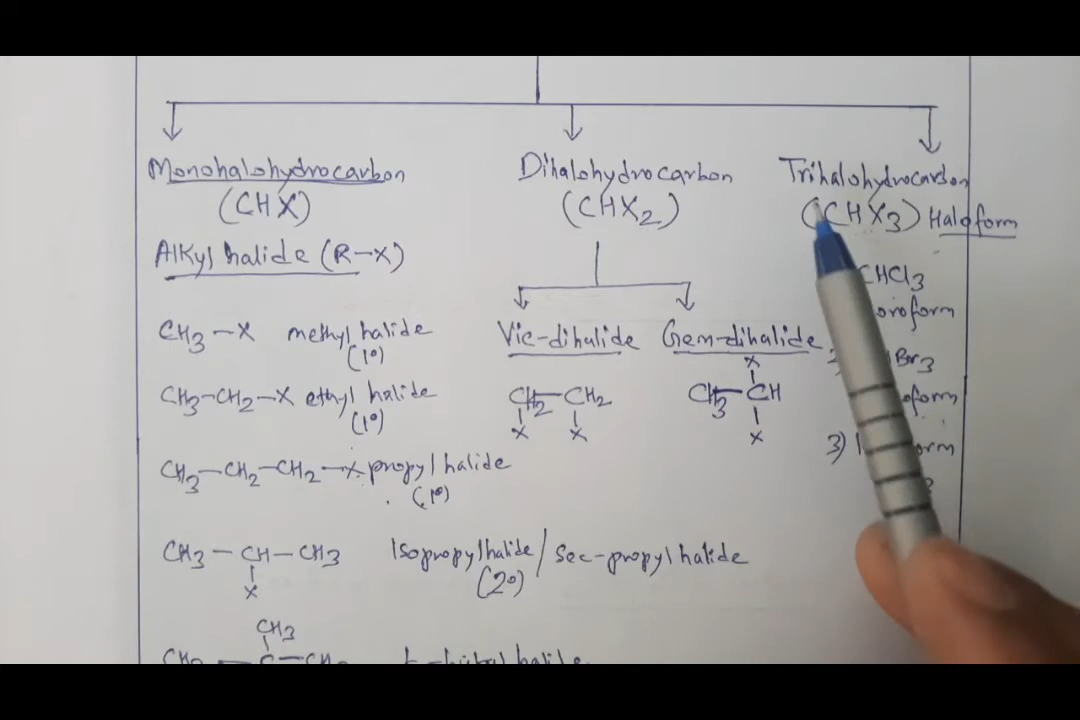 Monohalohydrocarbon
(CHX)
Alkyl halide (R-X)
CH3-X methyl halide
(1°)
CH3-CH2-X ethyl halide
(1°)
CH3-CH2-CH2-X propyl halide
(1°)
CH3-CH-CH3 Isopropylhalide/sec-propyl halide
X (2°)
CH3
Dihalohydrocarbon
(CHX2)
Vic-dihalide
CH2-CH2
X X
Gem-dihalide
X
CH3-CH
X
Trihalohydrocarbon
(CHX3) Haloform
CHCl3
Br3
3)